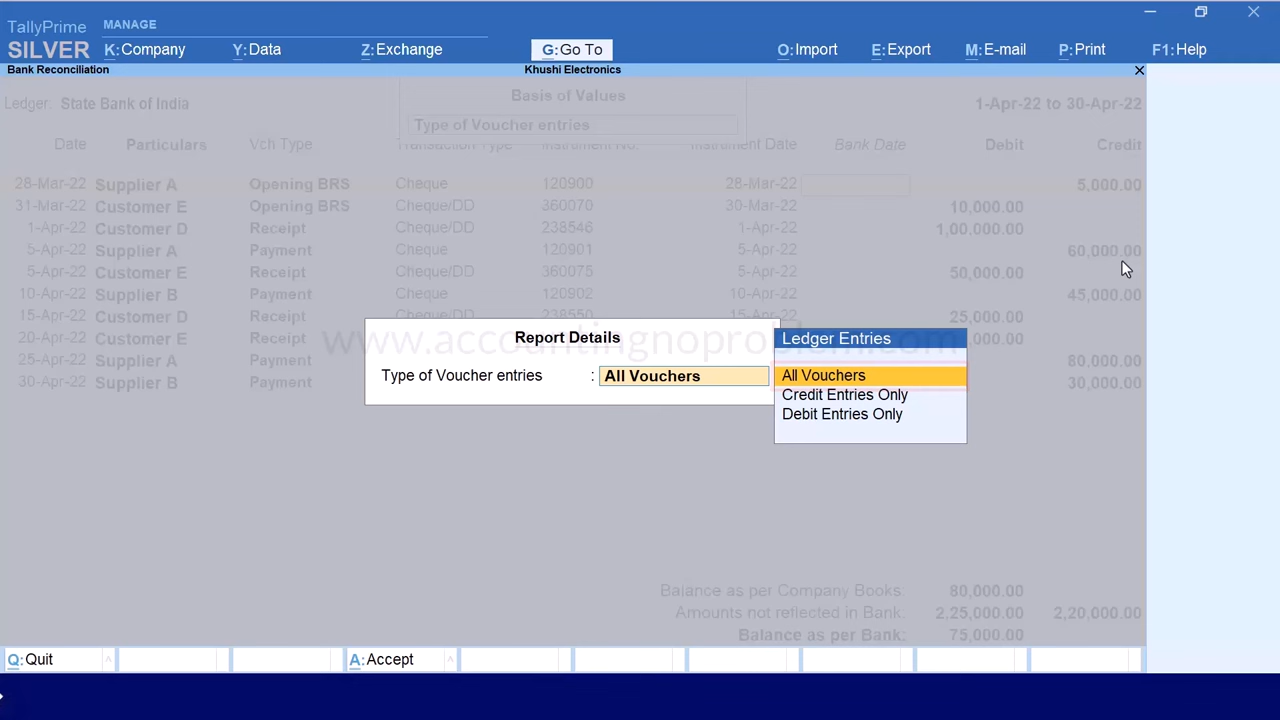 TallyPrime MANAGE
SILVER K:Company Y:Data Z:Exchange G:Go To O:Import E:Export M:E-mail P:Print F1:Help
Bank Reconciliation Khushi Electronics
Basis of Values
Ledger: State Bank of India 1-Apr-22 to 30-Apr-22
Type of Voucher entries
Date Particulars Vch Type Transaction Type Instrument No. Instrument Date Bank Date Debit Credit
28-Mar-22 Supplier A Opening BRS Cheque 120900 28-Mar-22 5,000.00
31-Mar-22 Customer E Opening BRS Cheque/DD 360070 30-Mar-22 10,000.00
1-Apr-22 Customer D Receipt Cheque/DD 238546 1-Apr-22 1,00,000.00
5-Apr-22 Supplier A Payment Cheque 120901 5-Apr-22 60,000.00
5-Apr-22 Customer E Receipt Cheque/DD 360075 5-Apr-22 50,000.00
10-Apr-22 Supplier B Payment Cheque 120902 10-Apr-22 45,000.00
15-Apr-22 Customer D Receipt Cheque/DD 238550 15-Apr-22 25,000.00
20-Apr-22 Customer E Receipt
25-Apr-22 Supplier A Payment 80,000.00
30-Apr-22 Supplier B Payment 30,000.00
www.accountingnoproblem.com
Report Details
Type of Voucher entries : All Vouchers
Ledger Entries
All Vouchers
Credit Entries Only
Debit Entries Only
Balance as per Company Books: 80,000.00
Amounts not reflected in Bank: 2,25,000.00 2,20,000.00
Balance as per Bank: 75,000.00
Q:Quit A:Accept